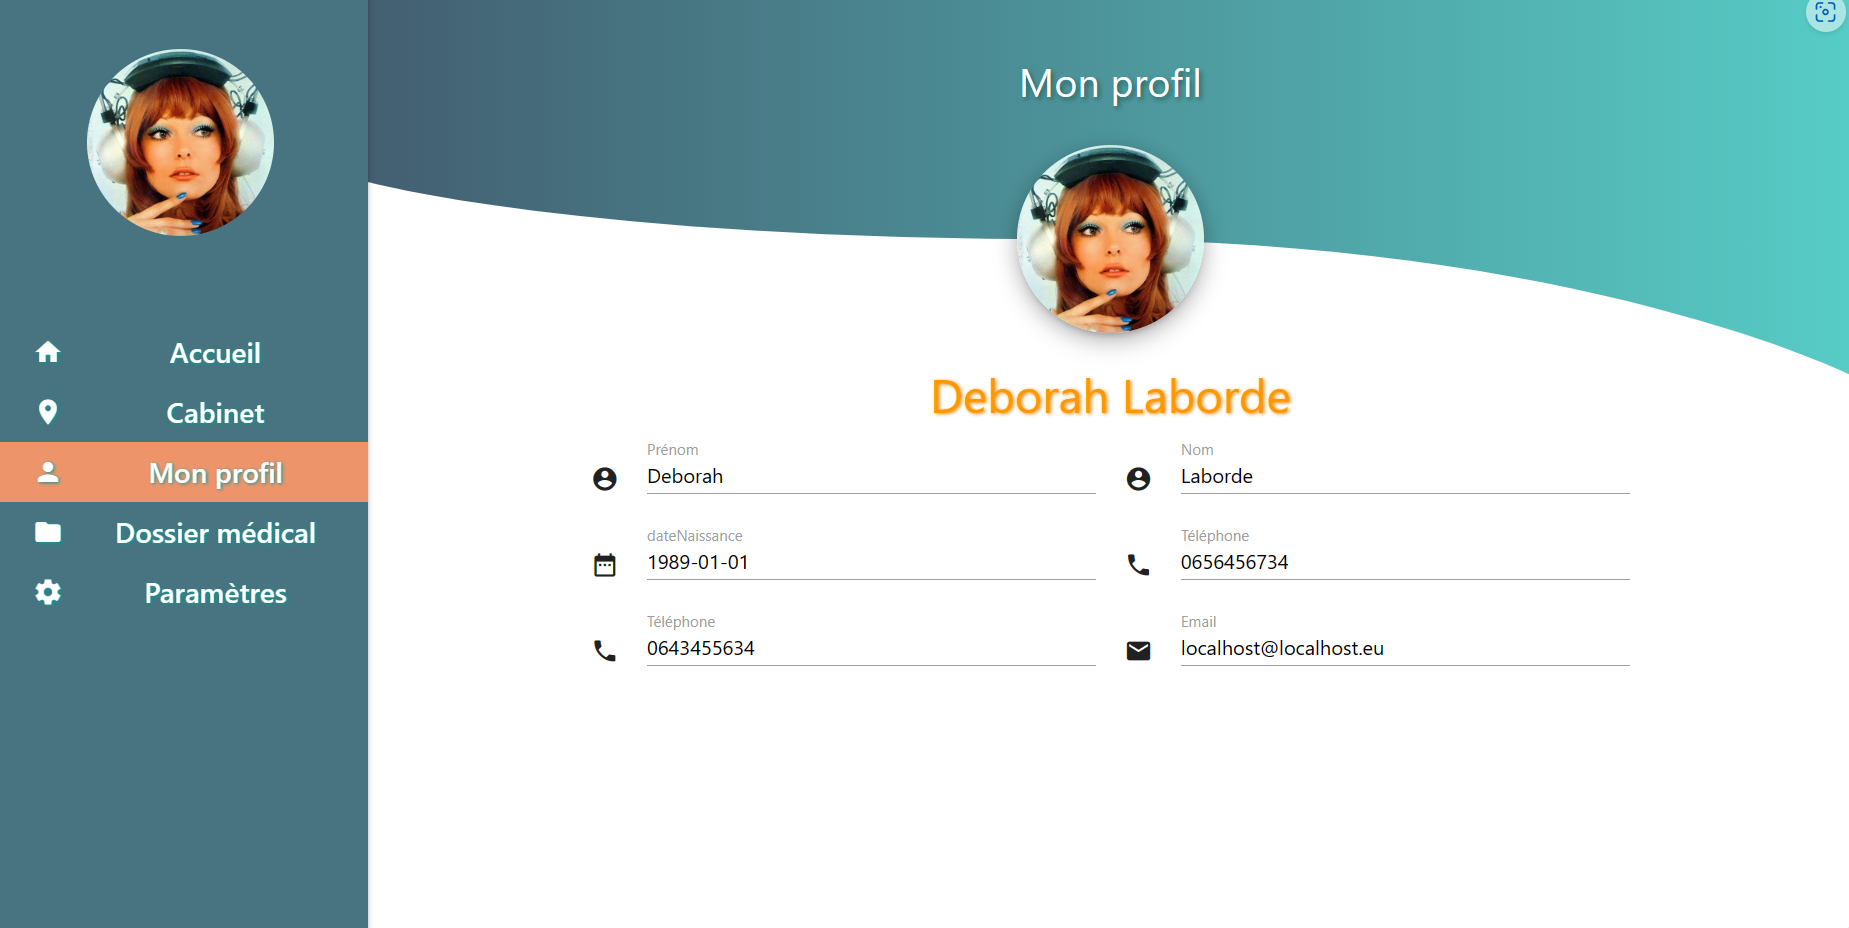 Accueil
Cabinet
Mon profil
Dossier médical
Paramètres
Mon profil
Deborah Laborde
Prénom
Deborah
Nom
Laborde
dateNaissance
1989-01-01
Téléphone
0656456734
Téléphone
0643455634
Email
localhost@localhost.eu